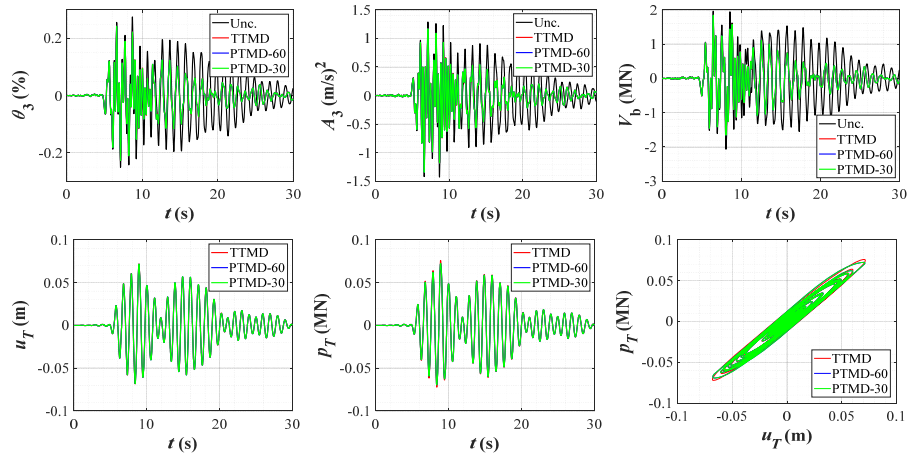 θ3 (%)
0.2
0
-0.2
0
10
20
30
t (s)
Unc.
TTMD
PTMD-60
PTMD-30
A3 (m/s)2
1.5
1.0
0.5
0
-0.5
-1.0
-1.5
0
10
20
30
t (s)
Unc.
TTMD
PTMD-60
PTMD-30
Vb (MN)
2
1
0
-1
-2
-3
0
10
20
30
t (s)
Unc.
TTMD
PTMD-60
PTMD-30
uT (m)
0.1
0.05
0
-0.05
-0.1
0
10
20
30
t (s)
TTMD
PTMD-60
PTMD-30
pT (MN)
0.1
0.05
0
-0.05
-0.1
0
10
20
30
t (s)
TTMD
PTMD-60
PTMD-30
pT (MN)
0.1
0.05
0
-0.05
-0.1
-0.1
-0.05
0
0.05
0.1
uT (m)
TTMD
PTMD-60
PTMD-30